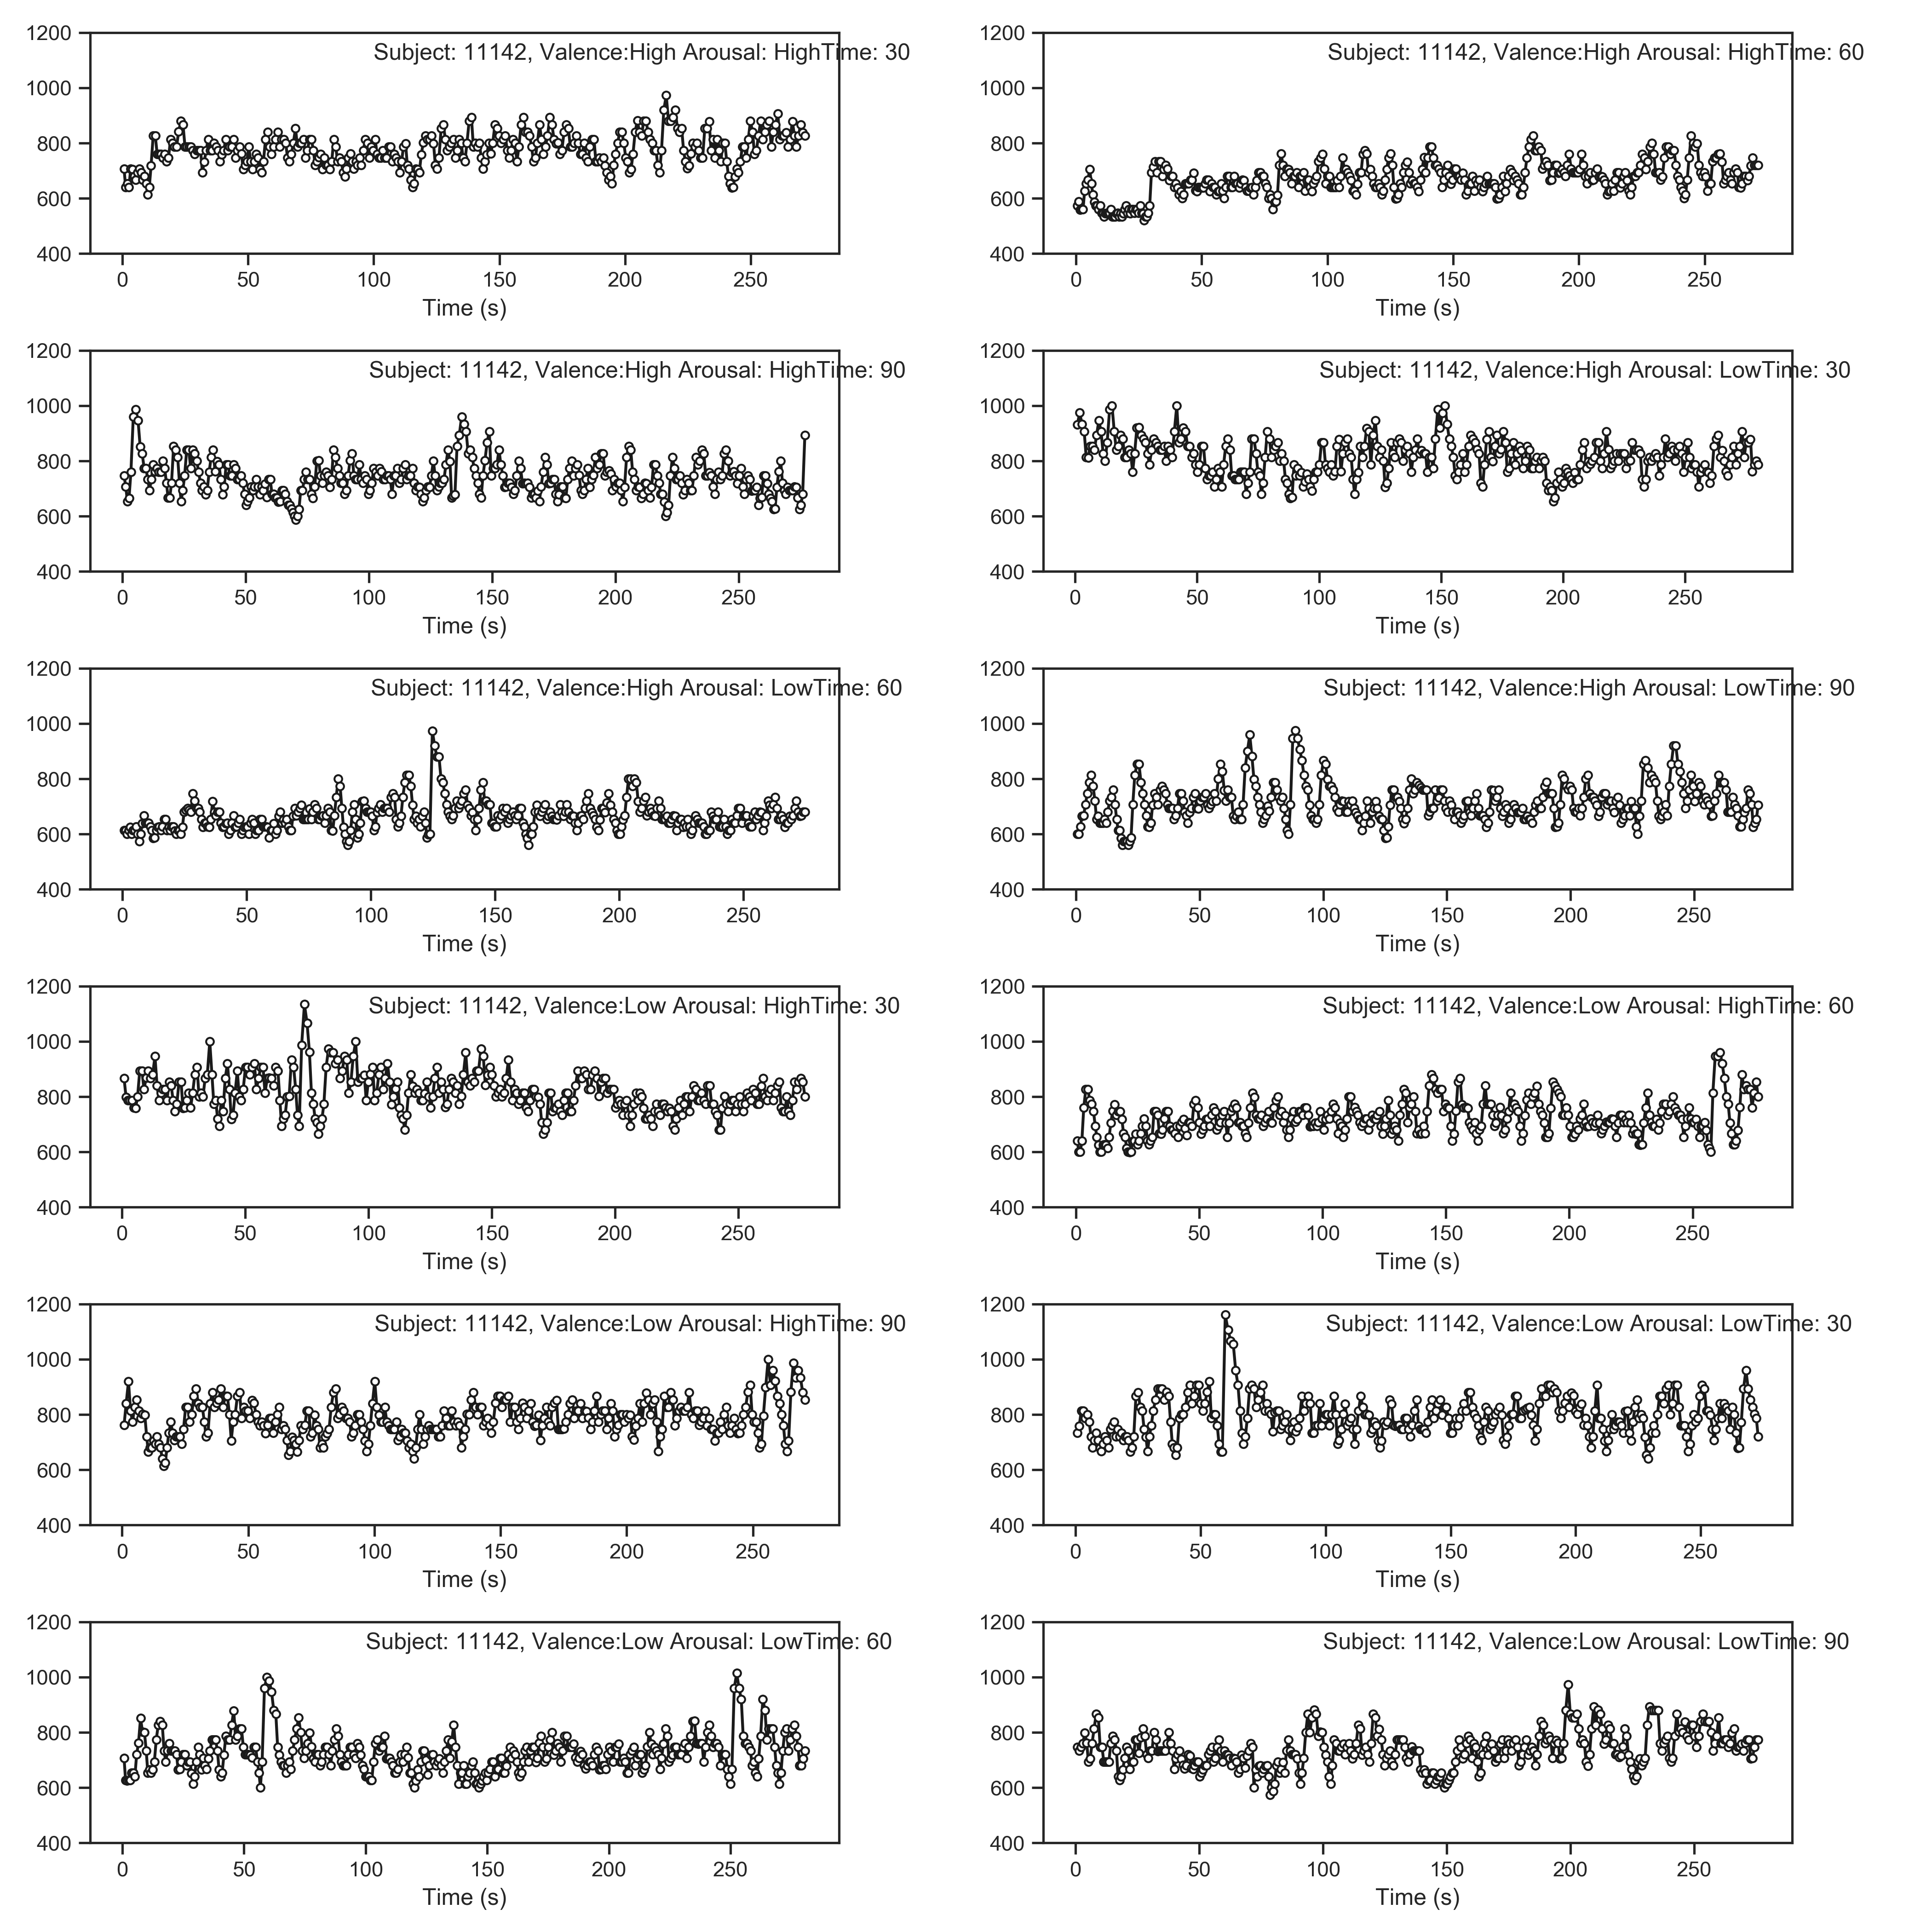 1200
1000
800
600
400
Subject: 11142, Valence:High Arousal: HighTime: 30
0 50 100 150 200 250
Time (s)
1200
1000
800
600
400
Subject: 11142, Valence:High Arousal: HighTime: 60
0 50 100 150 200 250
Time (s)
1200
1000
800
600
400
Subject: 11142, Valence:High Arousal: HighTime: 90
0 50 100 150 200 250
Time (s)
1200
1000
800
600
400
Subject: 11142, Valence:High Arousal: LowTime: 30
0 50 100 150 200 250
Time (s)
1200
1000
800
600
400
Subject: 11142, Valence:High Arousal: LowTime: 60
0 50 100 150 200 250
Time (s)
1200
1000
800
600
400
Subject: 11142, Valence:High Arousal: LowTime: 90
0 50 100 150 200 250
Time (s)
1200
1000
800
600
400
Subject: 11142, Valence:Low Arousal: HighTime: 30
0 50 100 150 200 250
Time (s)
1200
1000
800
600
400
Subject: 11142, Valence:Low Arousal: HighTime: 60
0 50 100 150 200 250
Time (s)
1200
1000
800
600
400
Subject: 11142, Valence:Low Arousal: HighTime: 90
0 50 100 150 200 250
Time (s)
1200
1000
800
600
400
Subject: 11142, Valence:Low Arousal: LowTime: 30
0 50 100 150 200 250
Time (s)
1200
1000
800
600
400
Subject: 11142, Valence:Low Arousal: LowTime: 60
0 50 100 150 200 250
Time (s)
1200
1000
800
600
400
Subject: 11142, Valence:Low Arousal: LowTime: 90
0 50 100 150 200 250
Time (s)